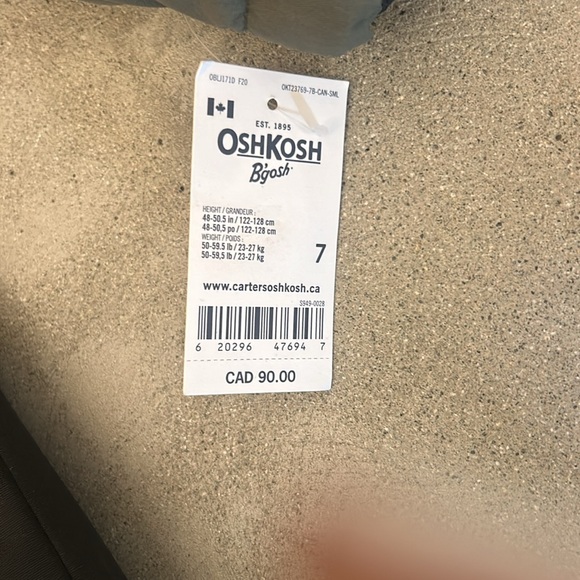 OBLJ171D F20
OKT23769-7B-CAN-SML
EST. 1895
OSHKOSH
B'gosh
HEIGHT / GRANDEUR :
48-50.5 in / 122-128 cm
48-50,5 po / 122-128 cm
WEIGHT / POIDS :
50-59.5 lb / 23-27 kg
50-59,5 lb / 23-27 kg
7
www.cartersoshkosh.ca
S949-0028
6 20296 47694 7
CAD 90.00